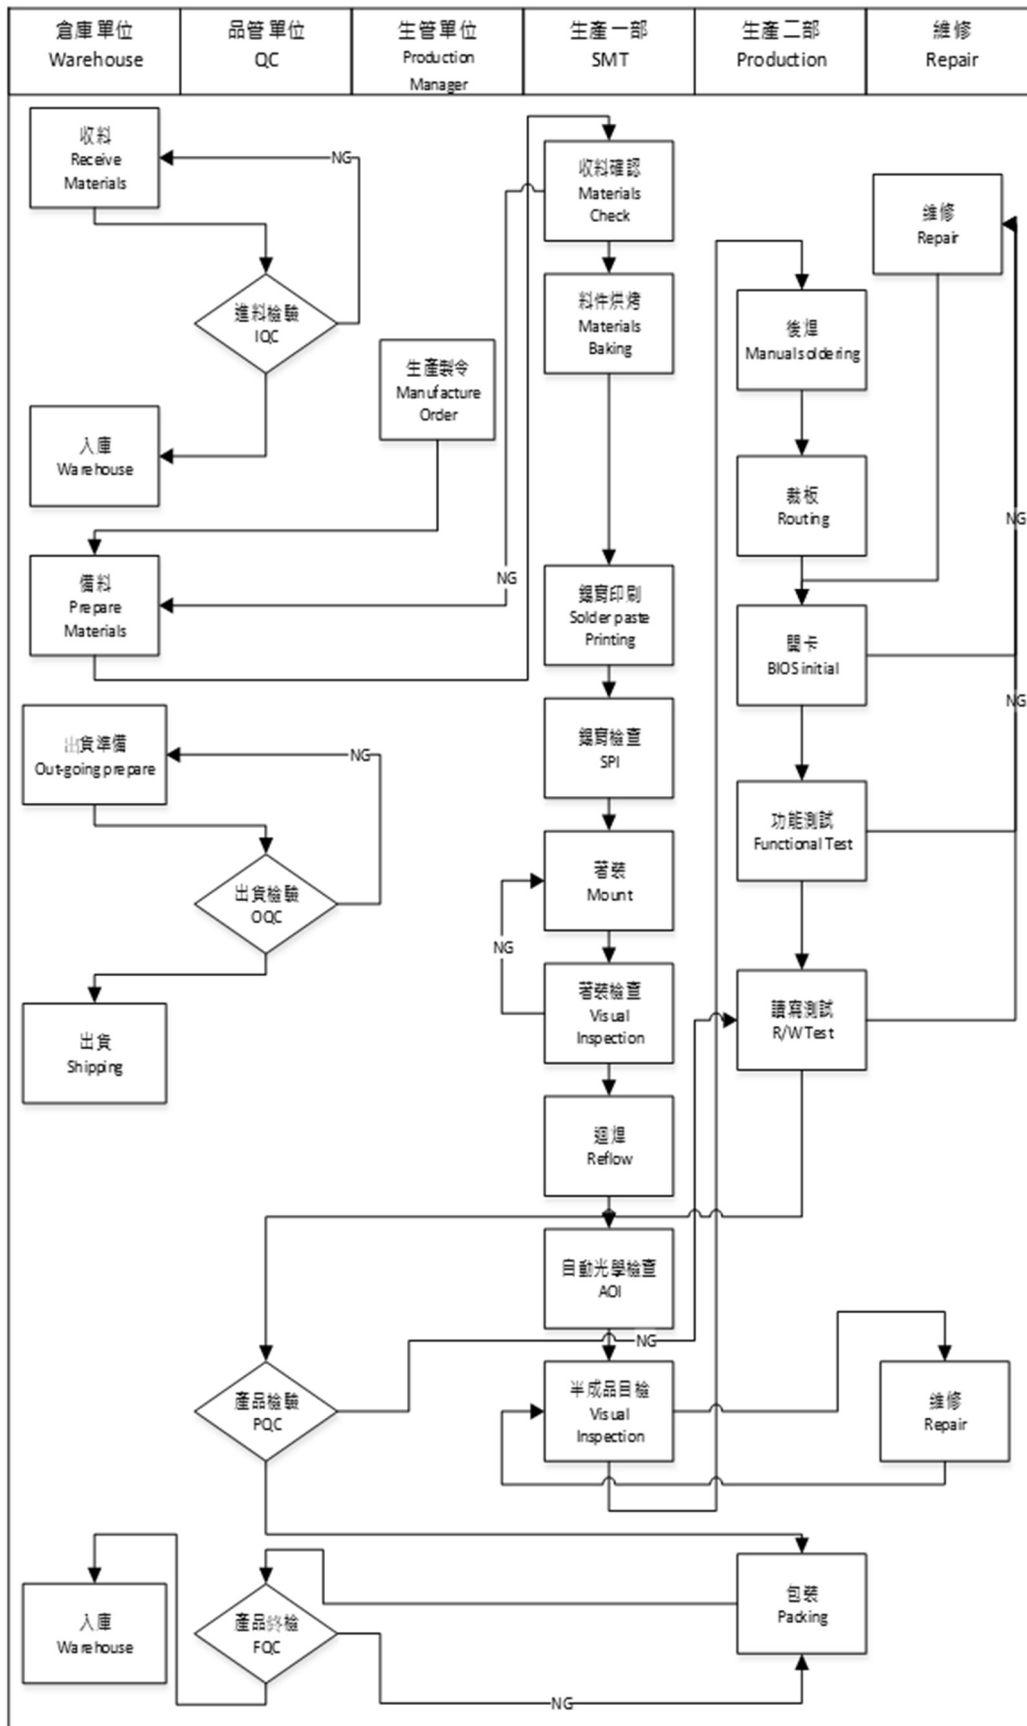 倉庫單位
Warehouse
品管單位
QC
生管單位
Production
Manager
生產一部
SMT
生產二部
Production
維修
Repair
收料
Receive
Materials
NG
進料檢驗
IQC
入庫
Warehouse
生產製令
Manufacture
Order
備料
Prepare
Materials
NG
收料確認
Materials
Check
料件烘烤
Materials
Baking
錫膏印刷
Solder paste
Printing
錫膏檢查
SPI
著裝
Mount
NG
著裝檢查
Visual
Inspection
迴焊
Reflow
自動光學檢查
AOI
NG
半成品目檢
Visual
Inspection
維修
Repair
後焊
Manual soldering
裁板
Routing
開卡
BIOS initial
功能測試
Functional Test
讀寫測試
R/W Test
NG
NG
維修
Repair
出貨準備
Out-going prepare
NG
出貨檢驗
OQC
出貨
Shipping
產品檢驗
PQC
包裝
Packing
產品終檢
FQC
NG
入庫
Warehouse